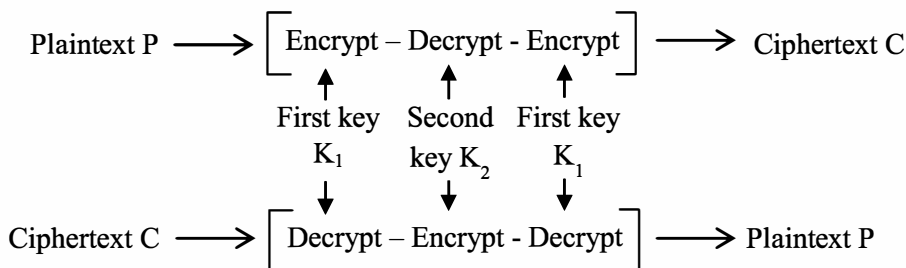 Plaintext P [Encrypt – Decrypt - Encrypt] Ciphertext C
First key Second First key
K₁ key K₂ K₁
Ciphertext C [Decrypt – Encrypt - Decrypt] Plaintext P